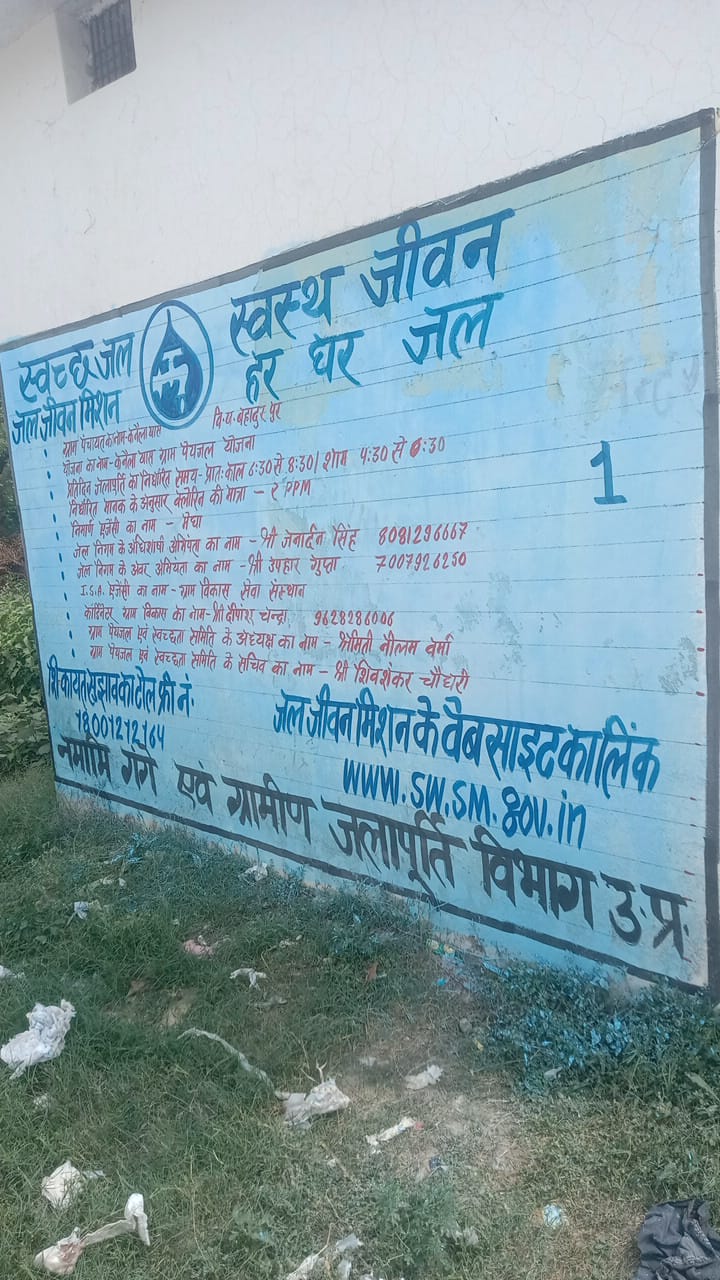 स्वच्छ जल
स्वस्थ जीवन
जल जीवन मिशन
हर घर जल
ग्राम पंचायत का नाम- कनैला खास वि.प. बहादुर पुर
योजना का नाम- कनैला खास ग्राम पेयजल योजना
प्रतिदिन जलापूर्ति का निर्धारित समय- प्रातः काल 6:30 से 8:30 / शाम 4:30 से 6:30
निर्धारित मानक के अनुसार क्लोरिन की मात्रा - 2 PPM
निर्माण एजेंसी का नाम - मेघा
जल निगम के अधिशाषी अभियंता का नाम - श्री जनार्दन सिंह 8081296667
जल निगम के अवर अभियंता का नाम - श्री उपहार गुप्ता 7007926250
I.S.A. एजेंसी का नाम - ग्राम विकास सेवा संस्थान
ग्राम विकास का नाम- श्री चन्द्रा 9628286006
ग्राम पेयजल एवं स्वच्छता समिति के अध्यक्ष का नाम - श्रीमती नीलम वर्मा
ग्राम पेयजल एवं स्वच्छता समिति के सचिव का नाम - श्री शिवशंकर चौधरी
1
शिकायत सुझाव का टोल फ्री नं.
18001212164
जल जीवन मिशन के वैबसाइट का लिंक
www.sw.sm.gov.in
नमामि गंगे एवं ग्रामीण जलापूर्ति विभाग उ.प्र.